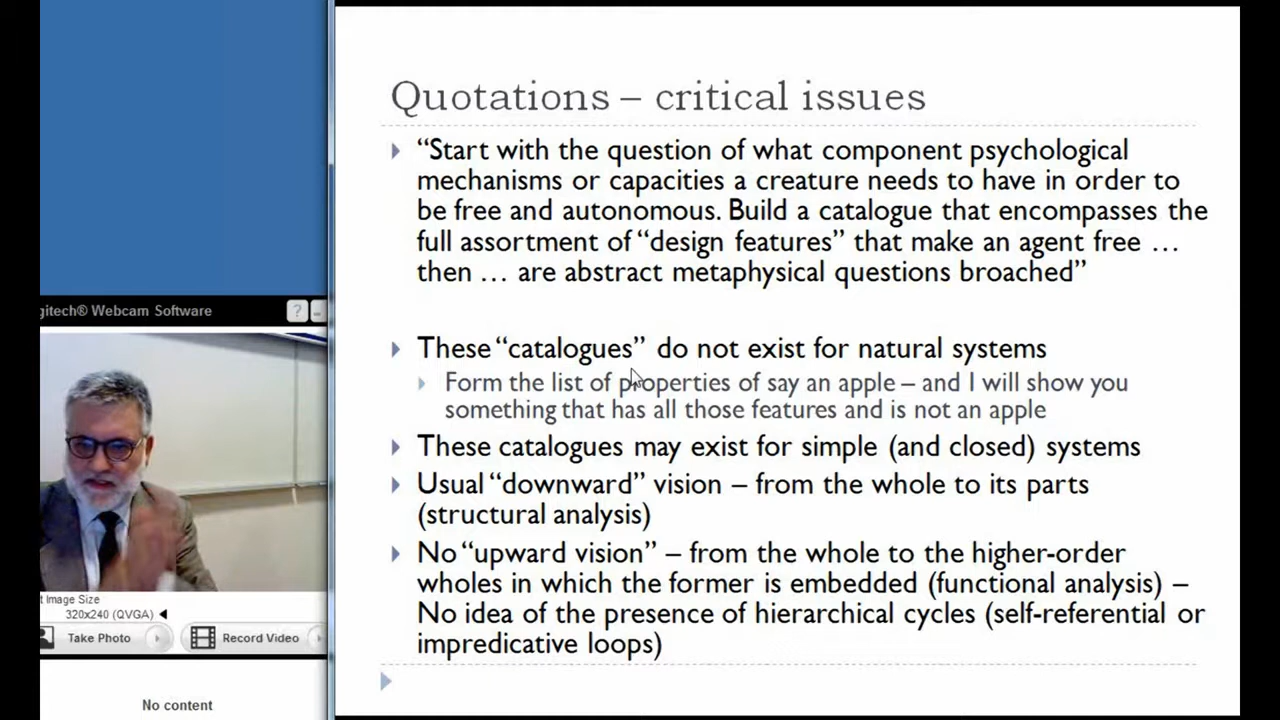 Quotations – critical issues
“Start with the question of what component psychological
mechanisms or capacities a creature needs to have in order to
be free and autonomous. Build a catalogue that encompasses the
full assortment of “design features” that make an agent free …
then … are abstract metaphysical questions broached”
These “catalogues” do not exist for natural systems
Form the list of properties of say an apple – and I will show you
something that has all those features and is not an apple
These catalogues may exist for simple (and closed) systems
Usual “downward” vision – from the whole to its parts
(structural analysis)
No “upward vision” – from the whole to the higher-order
wholes in which the former is embedded (functional analysis) –
No idea of the presence of hierarchical cycles (self-referential or
impredicative loops)
gitech® Webcam Software
?
t Image Size
320x240 (QVGA)
Take Photo
Record Video
No content